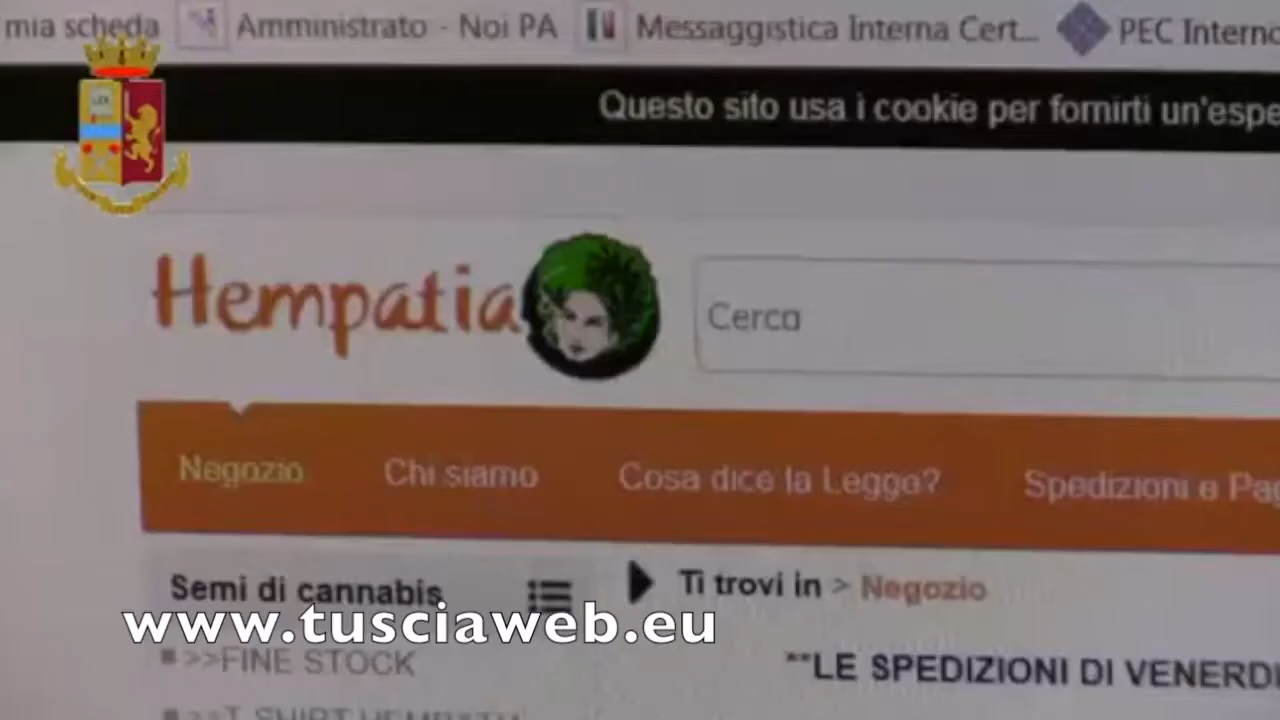 mia scheda Amministrato - Noi PA Messaggistica Interna Cert... PEC Interno
Questo sito usa i cookie per fornirti un'espe
Hempatia
Cerca
Negozio Chi siamo Cosa dice la Legge? Spedizioni e Pag
Semi di cannabis Ti trovi in > Negozio
www.tusciaweb.eu
>>FINE STOCK
**LE SPEDIZIONI DI VENERDI